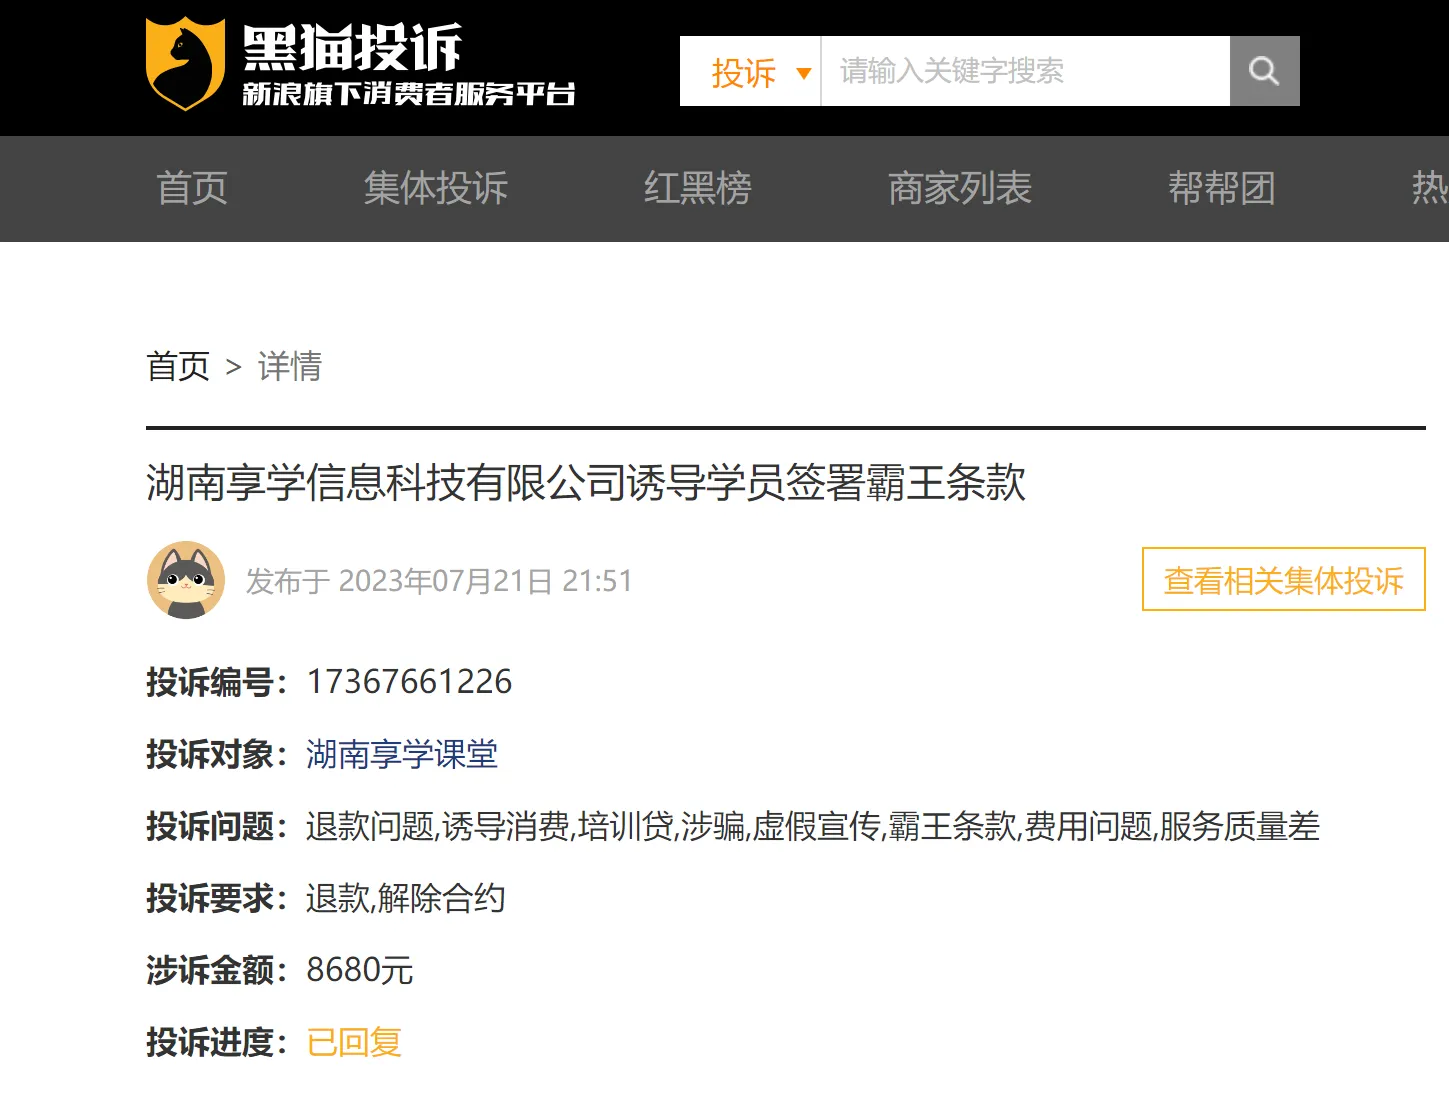 黑猫投诉
新浪旗下消费者服务平台
投诉 请输入关键字搜索
首页 集体投诉 红黑榜 商家列表 帮帮团 热
首页 > 详情
湖南享学信息科技有限公司诱导学员签署霸王条款
发布于 2023年07月21日 21:51
查看相关集体投诉
投诉编号：17367661226
投诉对象：湖南享学课堂
投诉问题：退款问题,诱导消费,培训贷,涉骗,虚假宣传,霸王条款,费用问题,服务质量差
投诉要求：退款,解除合约
涉诉金额：8680元
投诉进度：已回复